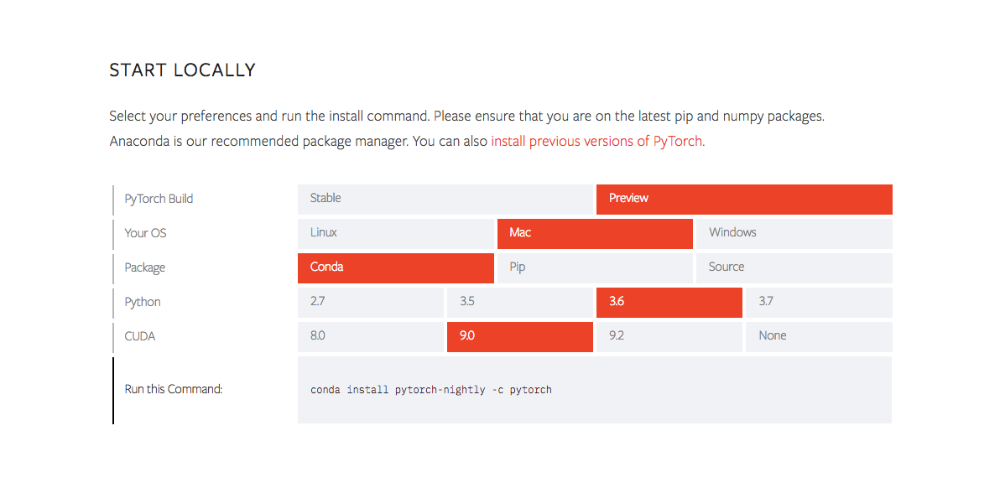 START LOCALLY
Select your preferences and run the install command. Please ensure that you are on the latest pip and numpy packages.
Anaconda is our recommended package manager. You can also install previous versions of PyTorch.
PyTorch Build Stable Preview
Your OS Linux Mac Windows
Package Conda Pip Source
Python 2.7 3.5 3.6 3.7
CUDA 8.0 9.0 9.2 None
Run this Command: conda install pytorch-nightly -c pytorch